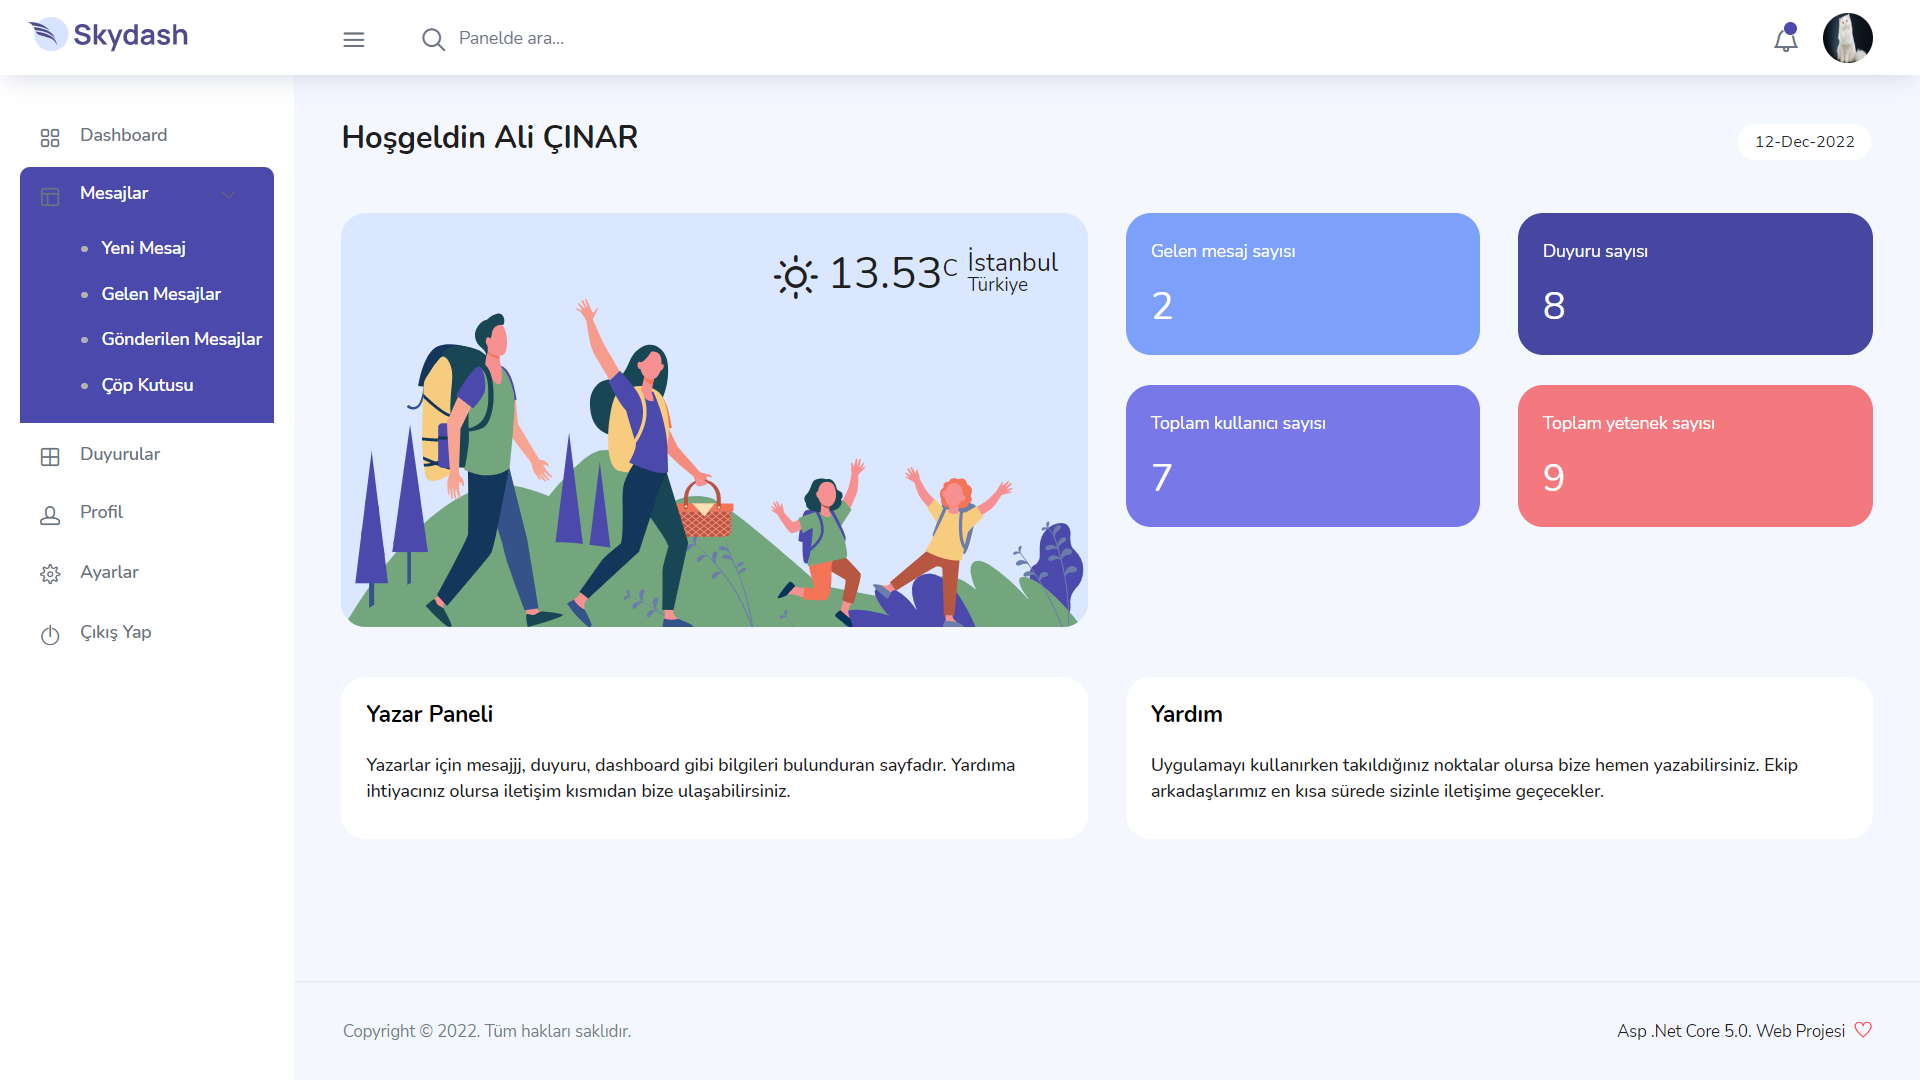 Skydash
Panelde ara...
Dashboard
Mesajlar
Yeni Mesaj
Gelen Mesajlar
Gönderilen Mesajlar
Çöp Kutusu
Duyurular
Profil
Ayarlar
Çıkış Yap
Hoşgeldin Ali ÇINAR
12-Dec-2022
13.53C
İstanbul
Türkiye
Gelen mesaj sayısı
2
Duyuru sayısı
8
Toplam kullanıcı sayısı
7
Toplam yetenek sayısı
9
Yazar Paneli
Yazarlar için mesajjj, duyuru, dashboard gibi bilgileri bulunduran sayfadır. Yardıma
ihtiyacınız olursa iletişim kısmıdan bize ulaşabilirsiniz.
Yardım
Uygulamayı kullanırken takıldığınız noktalar olursa bize hemen yazabilirsiniz. Ekip
arkadaşlarımız en kısa sürede sizinle iletişime geçecekler.
Copyright © 2022. Tüm hakları saklıdır.
Asp .Net Core 5.0. Web Projesi